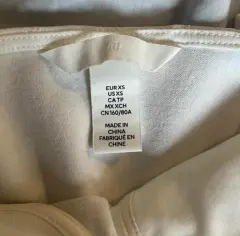 EUR XS
US XS
CA TP
MX XCH
CN 160/80A
MADE IN
CHINA
FABRIQUÉ EN
CHINE